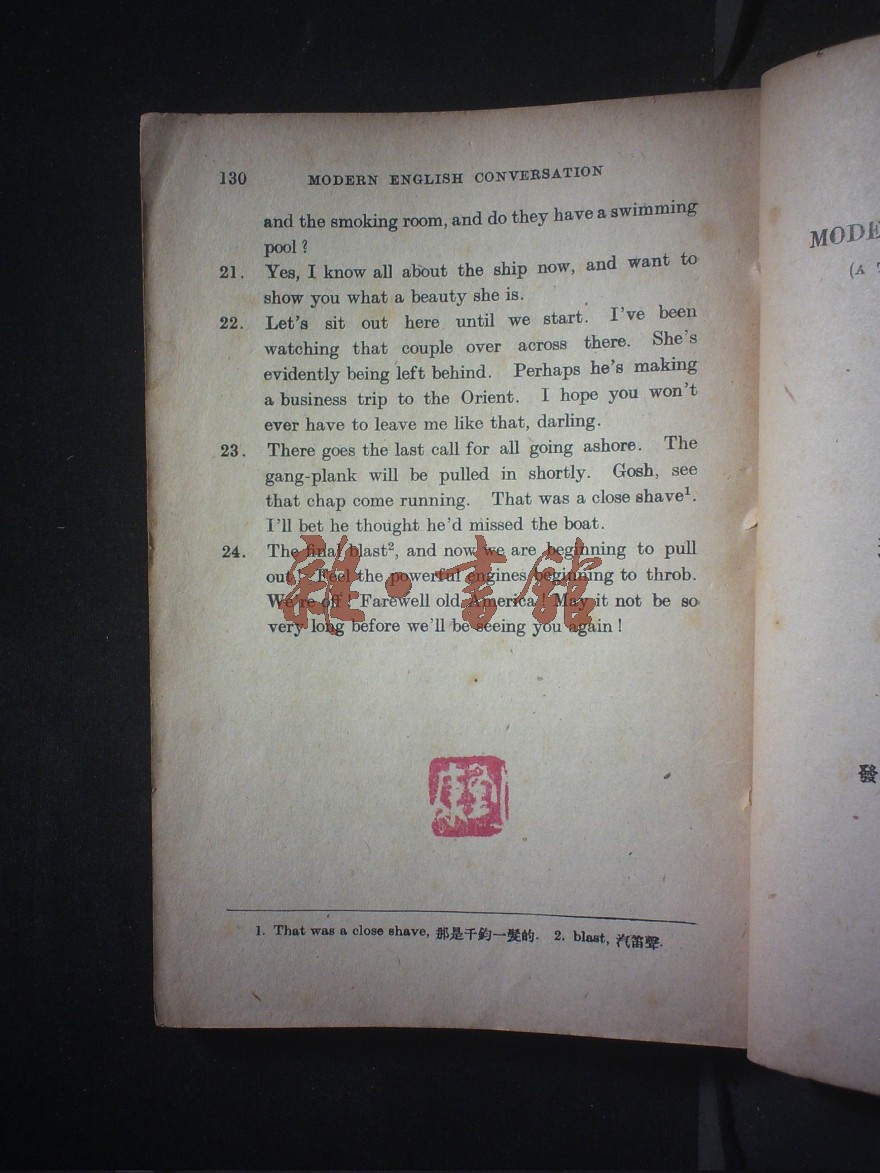 130 MODERN ENGLISH CONVERSATION
and the smoking room, and do they have a swimming
pool?
21. Yes, I know all about the ship now, and want to
show you what a beauty she is.
22. Let's sit out here until we start. I've been
watching that couple over across there. She's
evidently being left behind. Perhaps he's making
a business trip to the Orient. I hope you won't
ever have to leave me like that, darling.
23. There goes the last call for all going ashore. The
gang-plank will be pulled in shortly. Gosh, see
that chap come running. That was a close shave¹.
I'll bet he thought he'd missed the boat.
24. The final blast², and now we are beginning to pull
out. Feel the powerful engines beginning to throb.
We're off! Farewell old America! May it not be so
very long before we'll be seeing you again!
雜·書館
1. That was a close shave, 那是千鈞一髮的. 2. blast, 汽笛聲.
MODE
(A
發